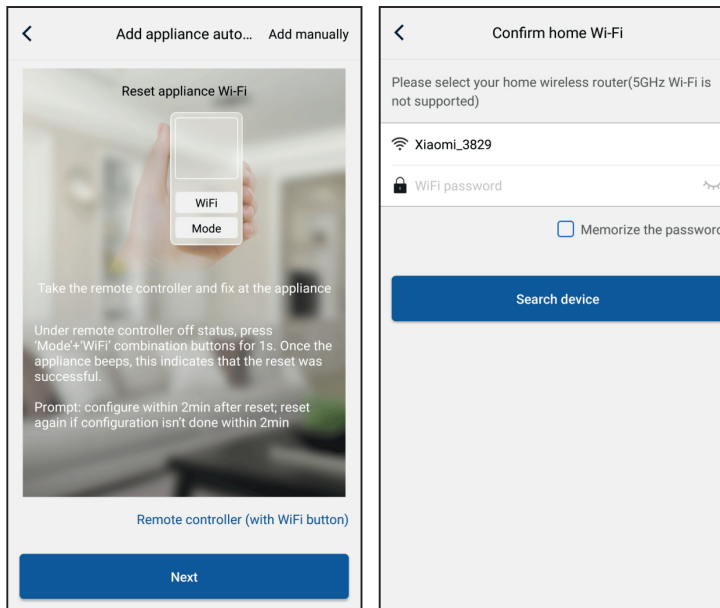 Add appliance auto... Add manually
Reset appliance Wi-Fi
WiFi
Mode
Take the remote controller and fix at the appliance
Under remote controller off status, press
'Mode'+'WiFi' combination buttons for 1s. Once the
appliance beeps, this indicates that the reset was
successful.
Prompt: configure within 2min after reset; reset
again if configuration isn't done within 2min
Remote controller (with WiFi button)
Next
Confirm home Wi-Fi
Please select your home wireless router(5GHz Wi-Fi is
not supported)
Xiaomi_3829
WiFi password
Memorize the password
Search device